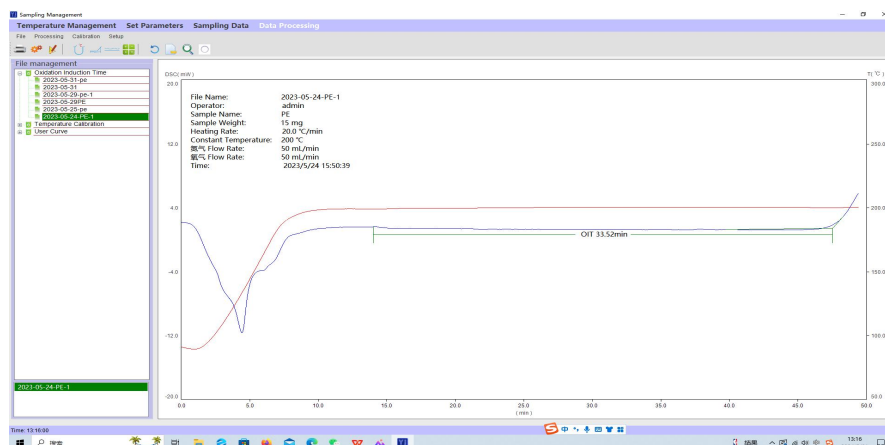 Sampling Management
Temperature Management Set Parameters Sampling Data Data Processing
File Processing Calibration Setup
File management
Oxidation Induction Time
2023-05-31-pe
2023-05-31
2023-05-29-pe-1
2023-05-29PE
2023-05-25-pe
2023-05-24-PE-1
Temperature Calibration
User Curve
2023-05-24-PE-1
DSC( mW )
T( °C )
20.0
12.0
4.0
-4.0
-12.0
-20.0
File Name: 2023-05-24-PE-1
Operator: admin
Sample Name: PE
Sample Weight: 15 mg
Heating Rate: 20.0 °C/min
Constant Temperature: 200 °C
氮气 Flow Rate: 50 mL/min
氧气 Flow Rate: 50 mL/min
Time: 2023/5/24 15:50:39
OIT 33.52min
300.0
250.0
200.0
150.0
100.0
50.0
0.0 5.0 10.0 15.0 20.0 25.0 30.0 35.0 40.0 45.0 50.0
( min )
Time: 13:16:00
中
搜索
13:16